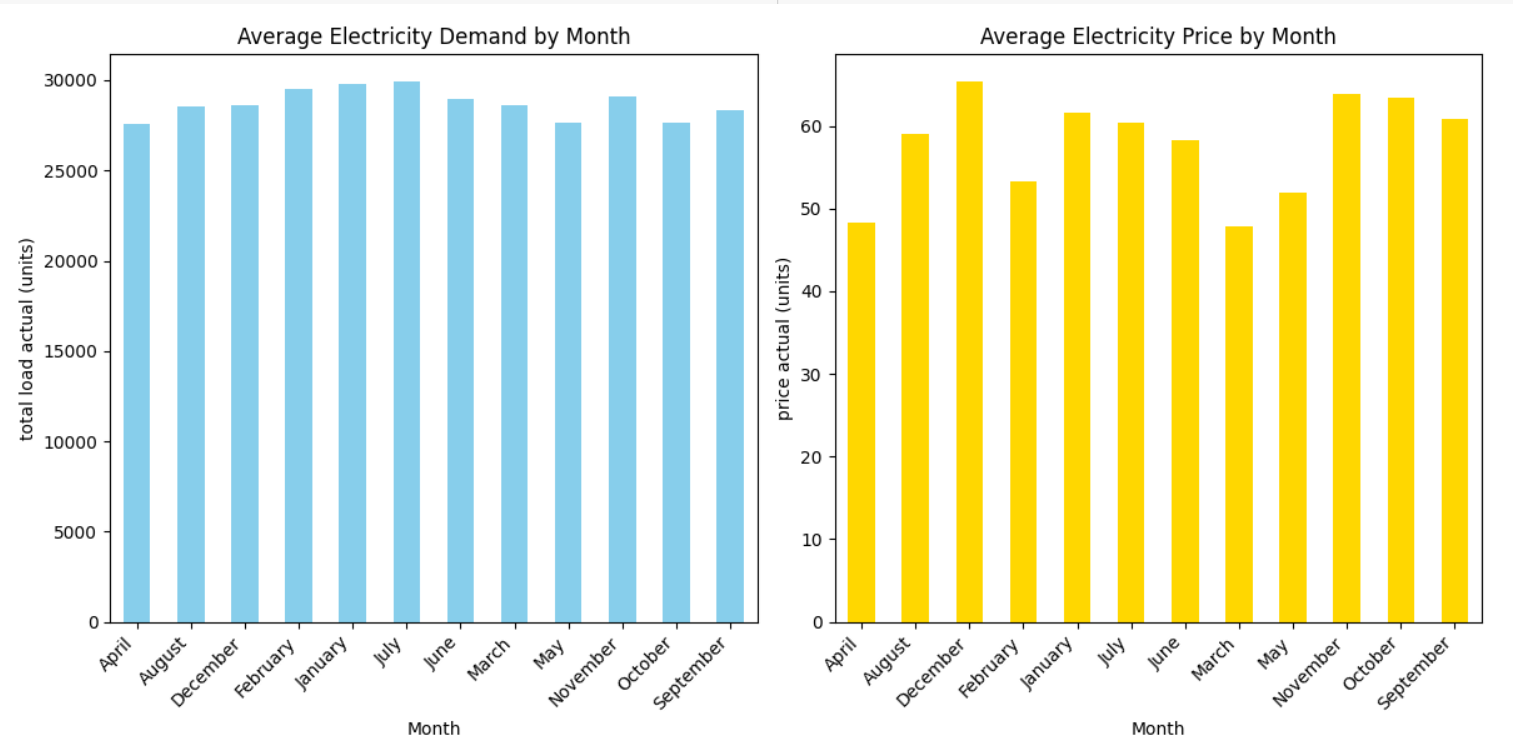 Average Electricity Demand by Month
total load actual (units)
30000
25000
20000
15000
10000
5000
0
April
August
December
February
January
July
June
March
May
November
October
September
Month
Average Electricity Price by Month
price actual (units)
60
50
40
30
20
10
0
April
August
December
February
January
July
June
March
May
November
October
September
Month